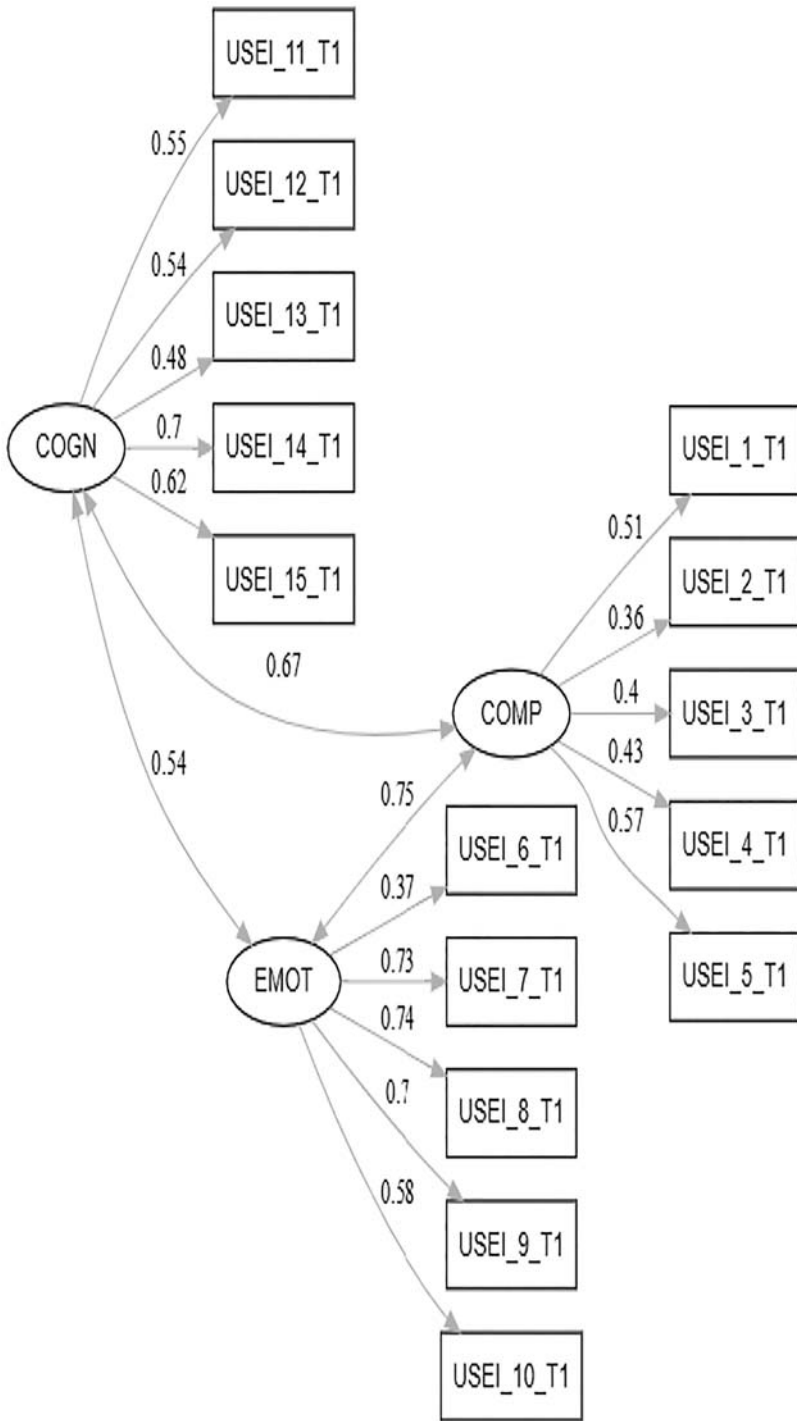 USEI_11_T1
0.55
USEI_12_T1
0.54
USEI_13_T1
0.48
COGN
0.7
USEI_14_T1
0.62
USEI_15_T1
0.67
0.54
USEI_1_T1
0.51
USEI_2_T1
0.36
COMP
0.4
USEI_3_T1
0.43
USEI_4_T1
0.57
USEI_5_T1
0.75
USEI_6_T1
0.37
EMOT
0.73
USEI_7_T1
0.74
USEI_8_T1
0.7
USEI_9_T1
0.58
USEI_10_T1